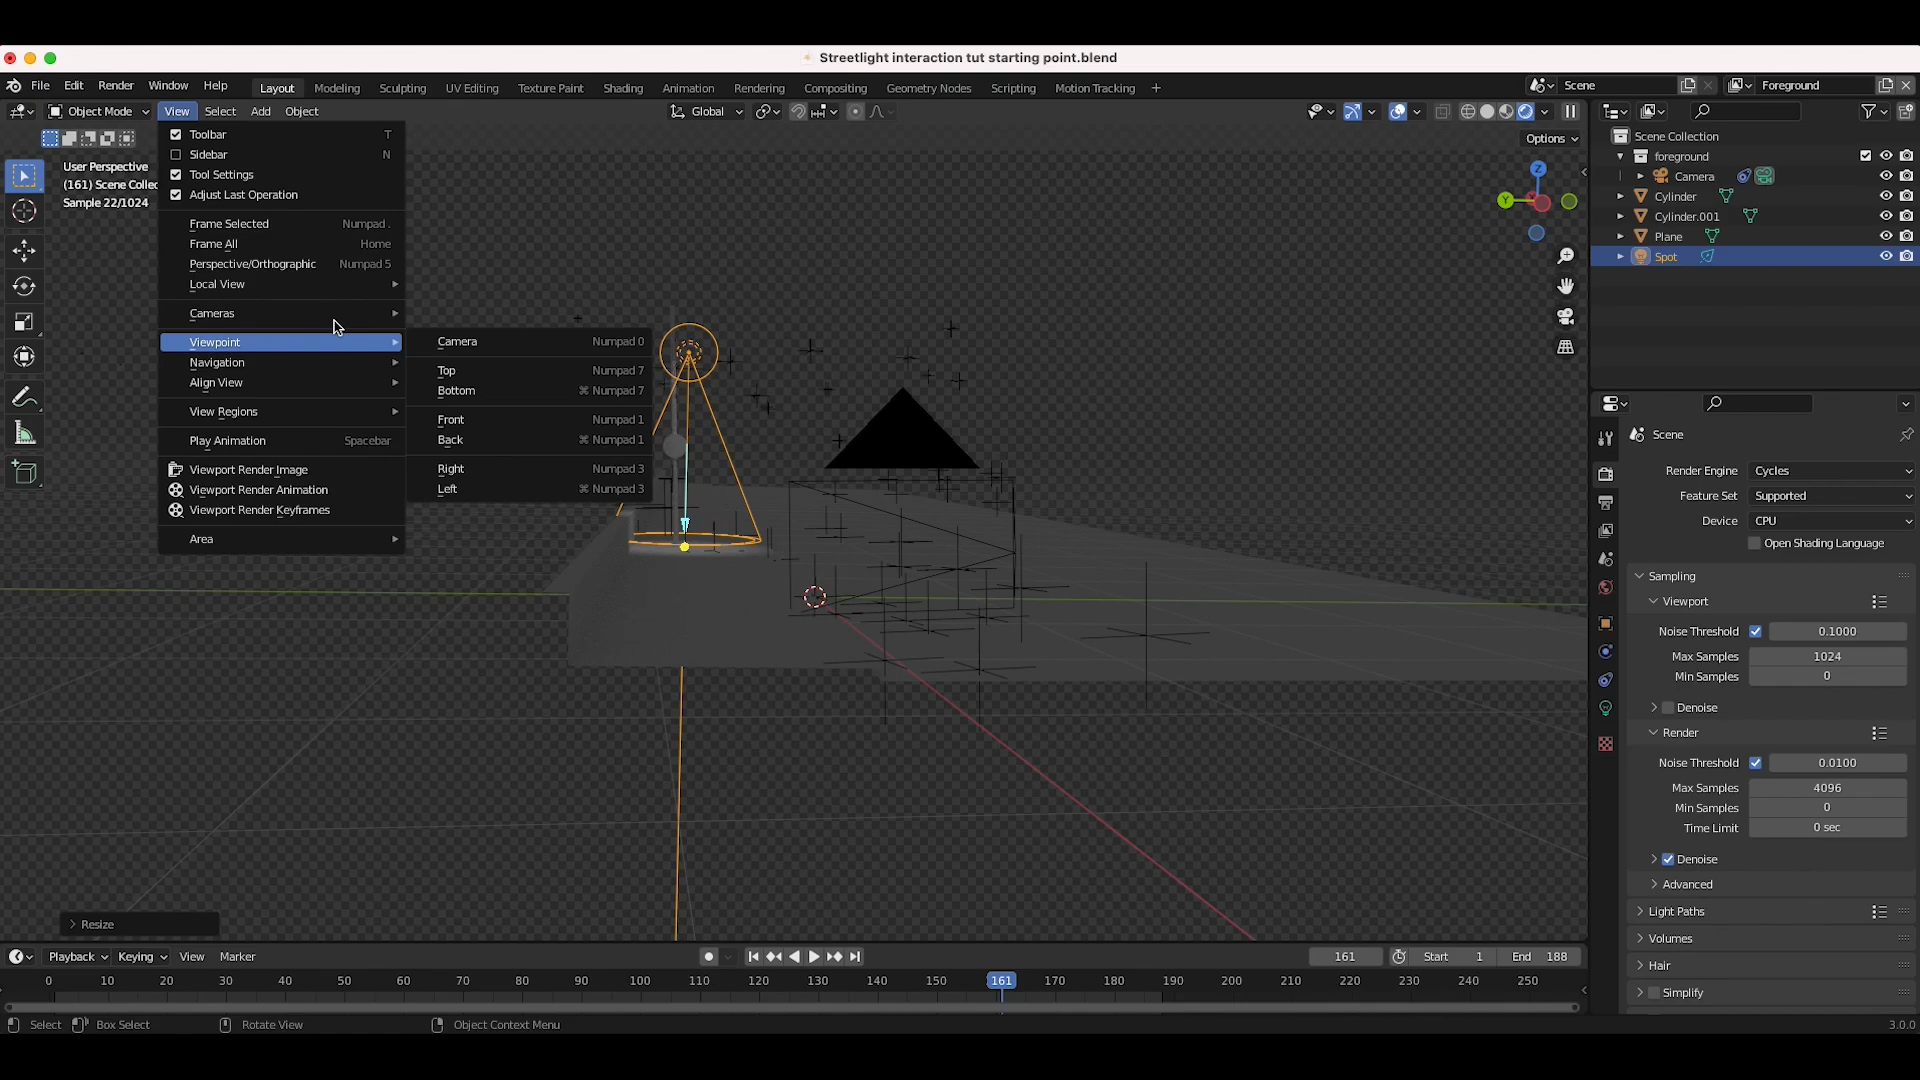 Streetlight interaction tut starting point.blend
File Edit Render Window Help Layout Modeling Sculpting UV Editing Texture Paint Shading Animation Rendering Compositing Geometry Nodes Scripting Motion Tracking + Scene Foreground
Object Mode View Select Add Object Global
Options
User Perspective
(161) Scene Collec
Sample 22/1024
Toolbar T
Sidebar N
Tool Settings
Adjust Last Operation
Frame Selected Numpad .
Frame All Home
Perspective/Orthographic Numpad 5
Local View
Cameras
Viewpoint
Navigation
Align View
View Regions
Play Animation Spacebar
Viewport Render Image
Viewport Render Animation
Viewport Render Keyframes
Area
Camera Numpad 0
Top Numpad 7
Bottom ⌘ Numpad 7
Front Numpad 1
Back ⌘ Numpad 1
Right Numpad 3
Left ⌘ Numpad 3
Z
Y
Resize
Scene Collection
foreground
Camera
Cylinder
Cylinder.001
Plane
Spot
Scene
Render Engine Cycles
Feature Set Supported
Device CPU
Open Shading Language
Sampling
Viewport
Noise Threshold 0.1000
Max Samples 1024
Min Samples 0
Denoise
Render
Noise Threshold 0.0100
Max Samples 4096
Min Samples 0
Time Limit 0 sec
Denoise
Advanced
Light Paths
Volumes
Hair
Simplify
Playback Keying View Marker 161 Start 1 End 188
0 10 20 30 40 50 60 70 80 90 100 110 120 130 140 150 161 170 180 190 200 210 220 230 240 250
Select Box Select Rotate View Object Context Menu 3.0.0